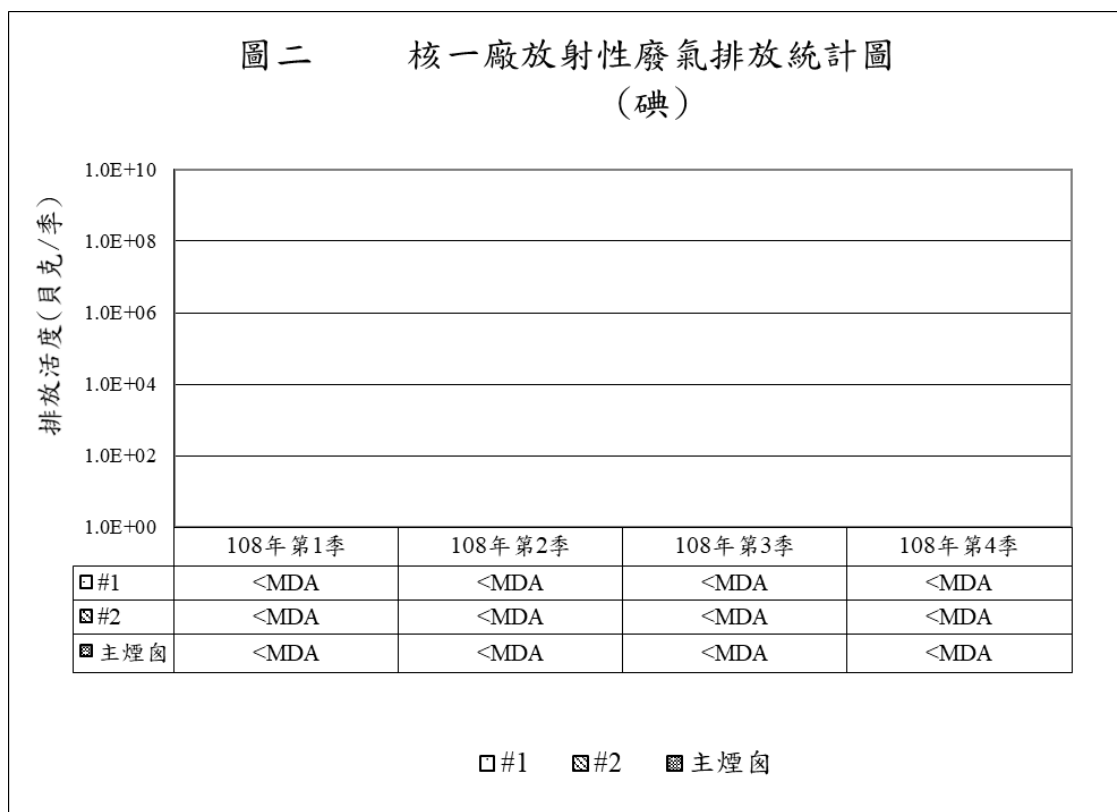 圖二 核一廠放射性廢氣排放統計圖
(碘)
排放活度(貝克/季)
1.0E+10
1.0E+08
1.0E+06
1.0E+04
1.0E+02
1.0E+00
108年第1季 108年第2季 108年第3季 108年第4季
#1 <MDA <MDA <MDA <MDA
#2 <MDA <MDA <MDA <MDA
主煙囪 <MDA <MDA <MDA <MDA
#1 #2 主煙囪